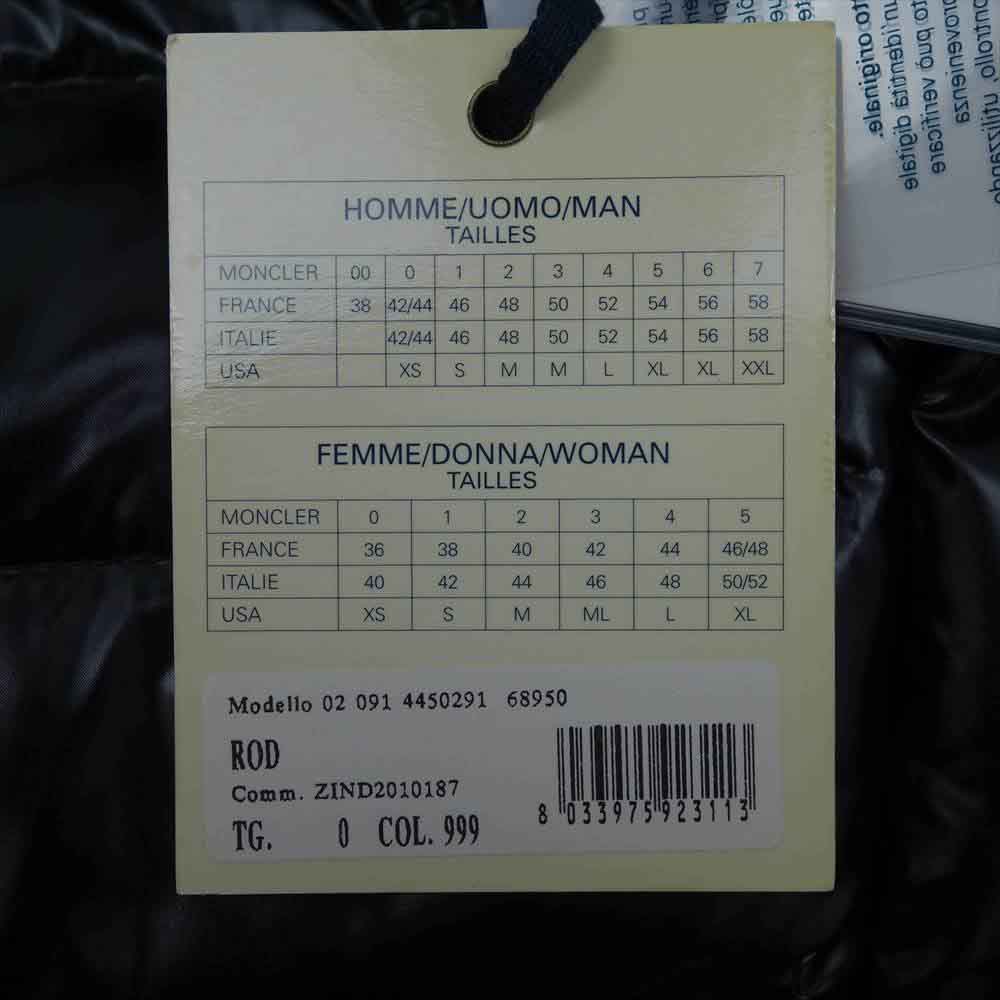 HOMME/UOMO/MAN
TAILLES
MONCLER 00 0 1 2 3 4 5 6 7
FRANCE 38 42/44 46 48 50 52 54 56 58
ITALIE 42/44 46 48 50 52 54 56 58
USA XS S M M L XL XL XXL
FEMME/DONNA/WOMAN
TAILLES
MONCLER 0 1 2 3 4 5
FRANCE 36 38 40 42 44 46/48
ITALIE 40 42 44 46 48 50/52
USA XS S M ML L XL
Modello 02 091 4450291 68950
ROD
Comm. ZIND2010187
TG. 0 COL. 999
8 033975 923113